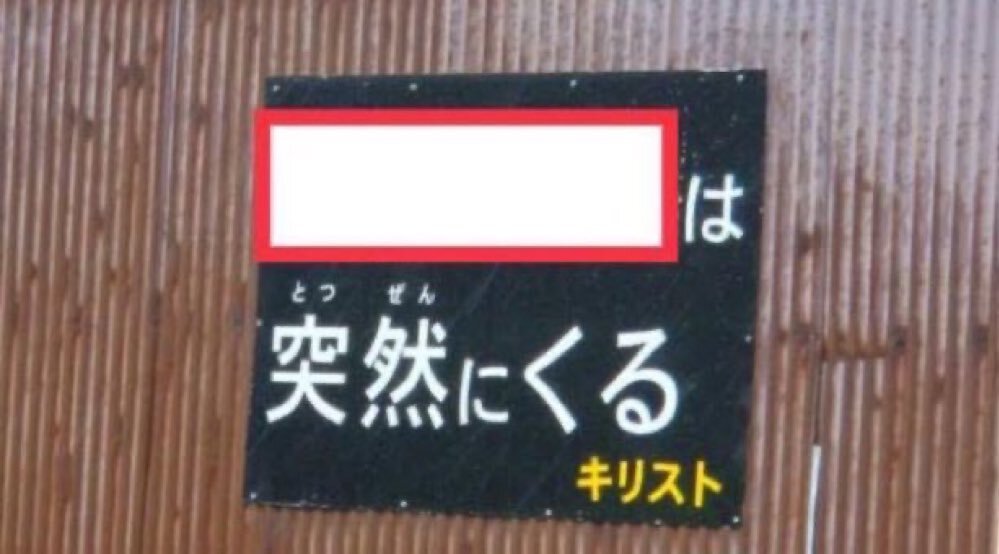 は
とつ ぜん
突然にくる
キリスト